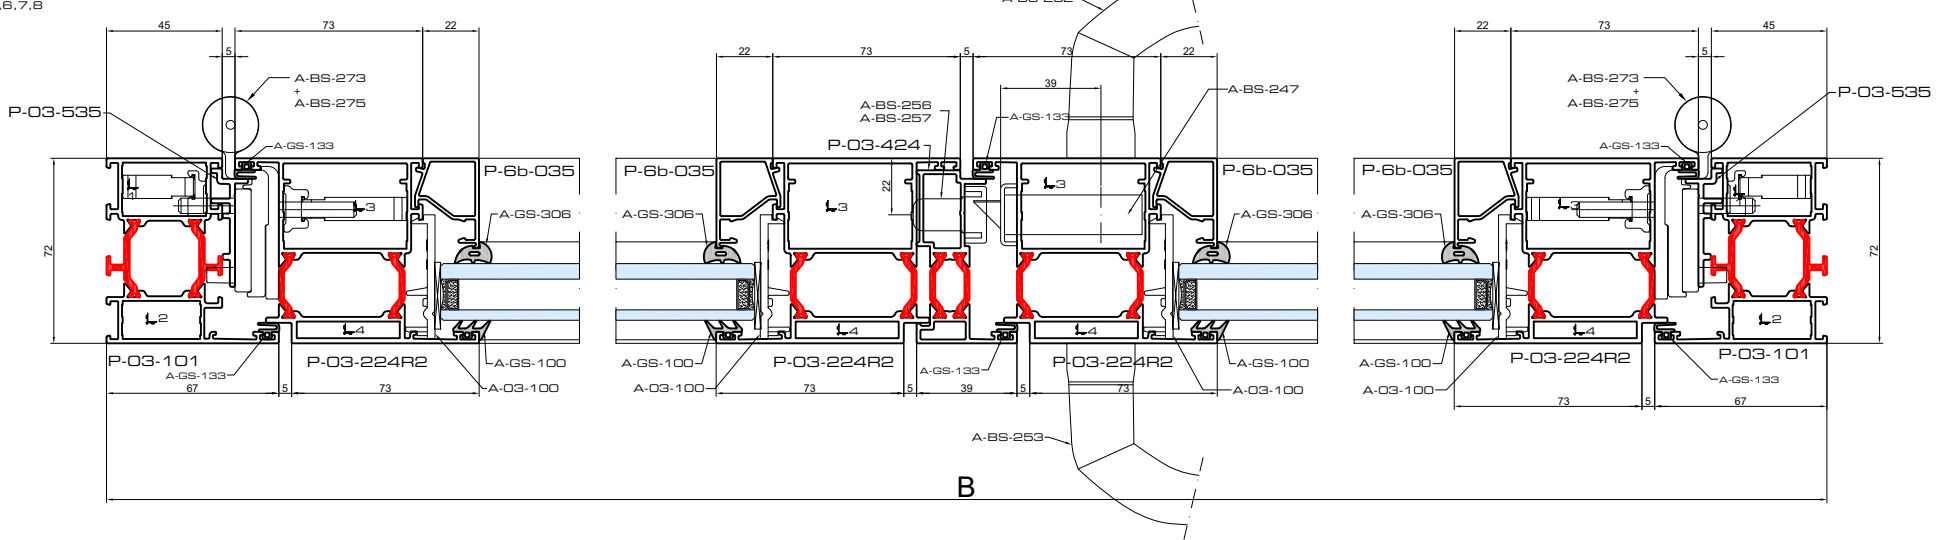 ,6,7,8
A-BS-252
45
73
22
5
A-BS-273
+
A-BS-275
P-03-535
A-GS-133
72
3
2
4
P-6b-035
A-GS-306
A-GS-100
A-03-100
P-03-101
A-GS-133
P-03-224R2
67
5
73
22
73
5
73
22
39
A-BS-256
A-BS-257
P-03-424
A-GS-133
A-BS-247
22
P-6b-035
P-6b-035
A-GS-306
A-GS-306
3
3
4
4
A-GS-100
A-03-100
P-03-224R2
A-GS-133
P-03-224R2
A-GS-100
A-03-100
73
5
39
5
73
A-BS-253
22
73
5
45
A-BS-273
+
A-BS-275
P-03-535
A-GS-133
P-6b-035
A-GS-306
72
2
4
A-GS-100
A-03-100
P-03-224R2
P-03-101
A-GS-133
73
5
67
B